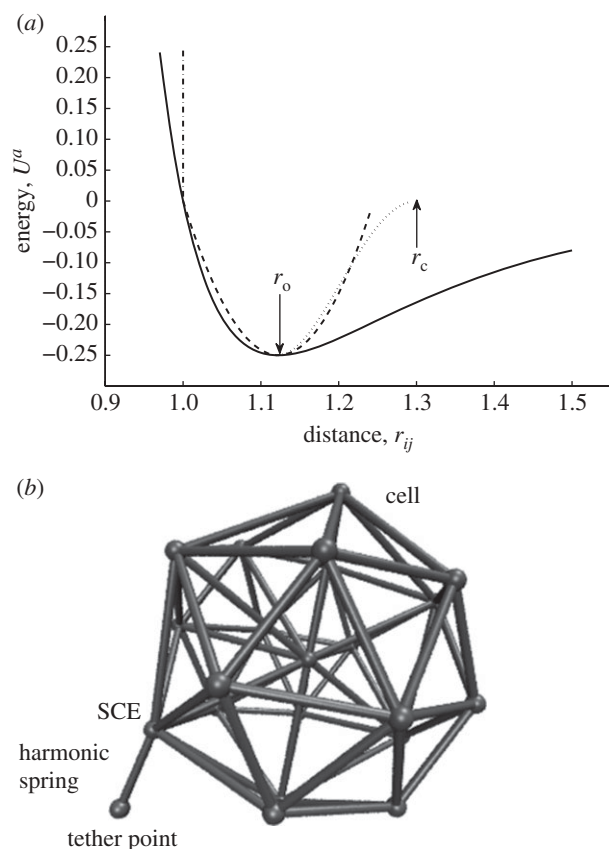 (a)
0.25
0.20
0.15
0.10
0.05
0
−0.05
−0.10
−0.15
−0.20
−0.25
energy, Uᵃ
rₒ
r_c
0.9 1.0 1.1 1.2 1.3 1.4 1.5
distance, r_ij
(b)
cell
SCE
harmonic
spring
tether point